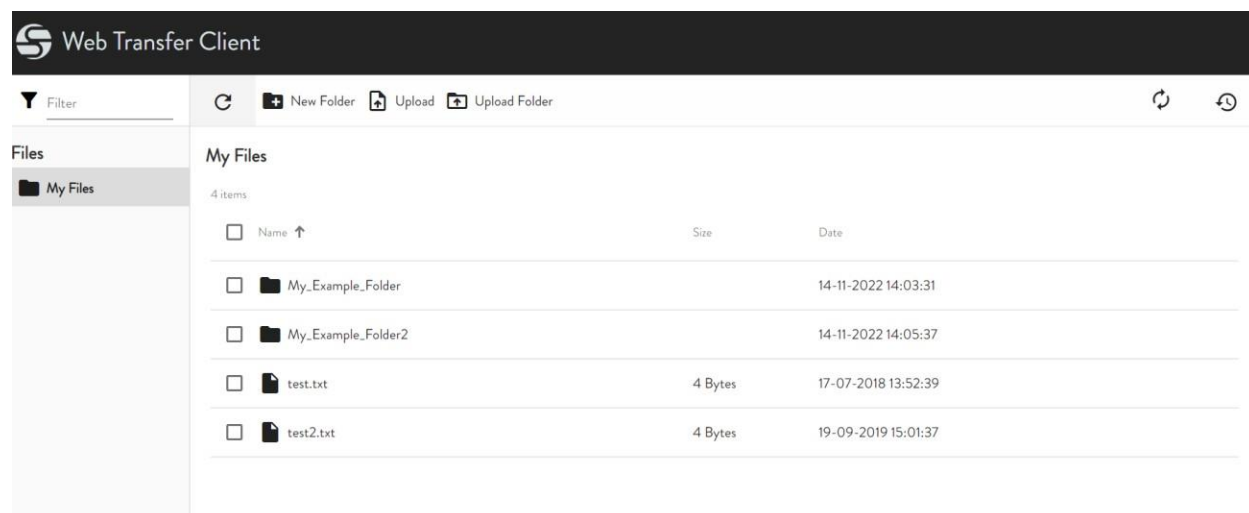 Web Transfer Client
Filter
New Folder Upload Upload Folder
Files
My Files
My Files
4 items
Name Size Date
My_Example_Folder 14-11-2022 14:03:31
My_Example_Folder2 14-11-2022 14:05:37
test.txt 4 Bytes 17-07-2018 13:52:39
test2.txt 4 Bytes 19-09-2019 15:01:37